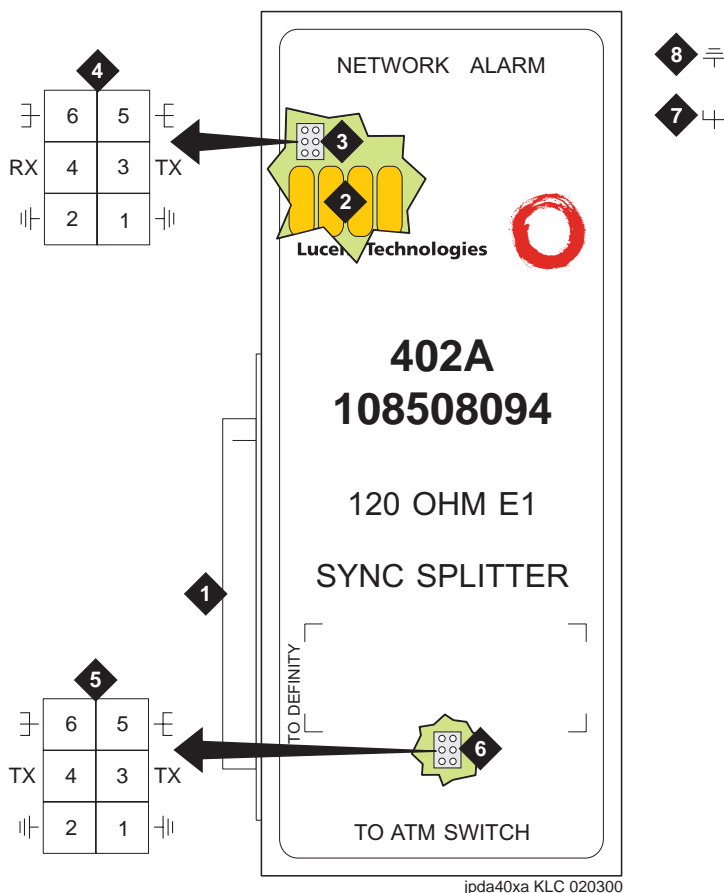 NETWORK ALARM
8
4
7
6 5
3
RX 4 3 TX
2 1
2
Lucent Technologies
402A
108508094
120 OHM E1
SYNC SPLITTER
1
TO DEFINITY
5
6 5
6
TX 4 3 TX
2 1
TO ATM SWITCH
jpda40xa KLC 020300